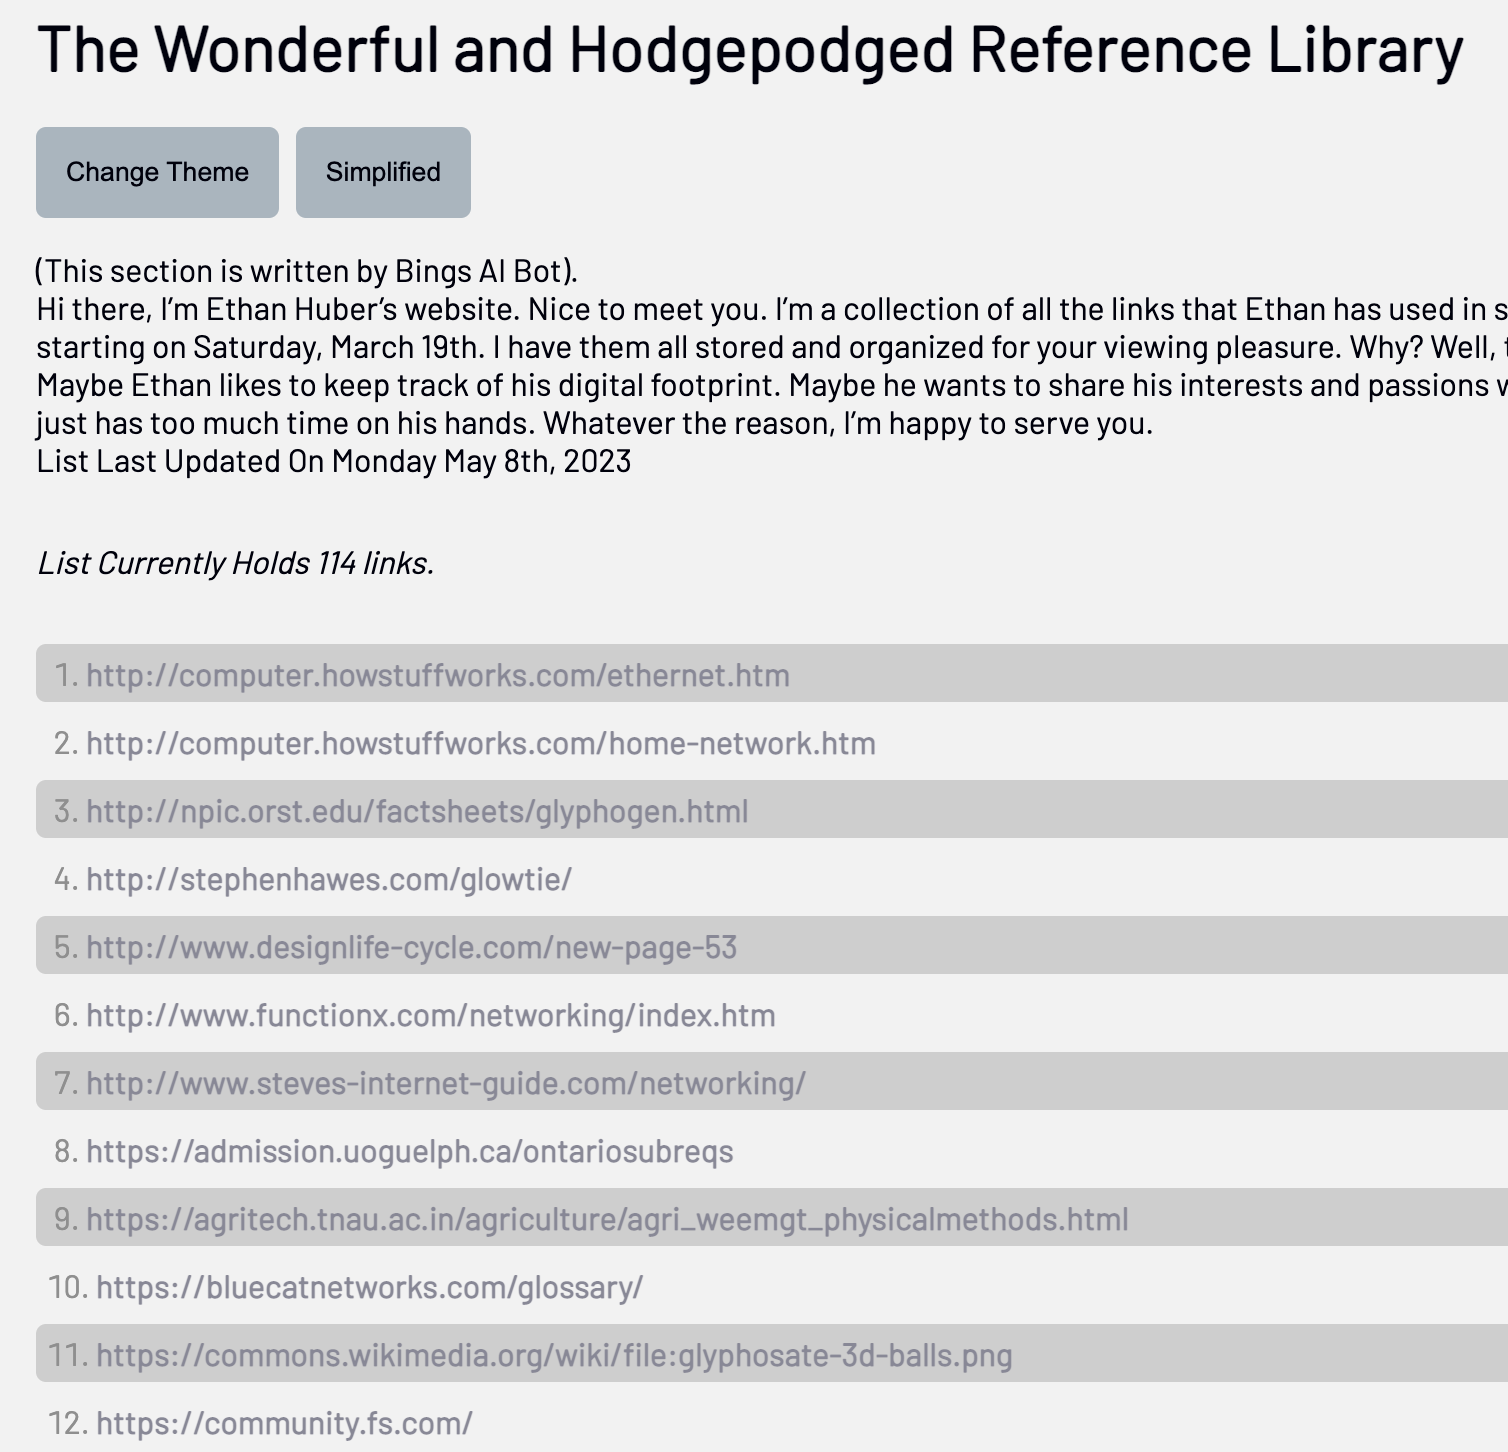 The Wonderful and Hodgepodged Reference Library
Change Theme
Simplified
(This section is written by Bings AI Bot).
Hi there, I'm Ethan Huber's website. Nice to meet you. I'm a collection of all the links that Ethan has used in
starting on Saturday, March 19th. I have them all stored and organized for your viewing pleasure. Why? Well,
Maybe Ethan likes to keep track of his digital footprint. Maybe he wants to share his interests and passions
just has too much time on his hands. Whatever the reason, I'm happy to serve you.
List Last Updated On Monday May 8th, 2023
List Currently Holds 114 links.
1. http://computer.howstuffworks.com/ethernet.htm
2. http://computer.howstuffworks.com/home-network.htm
3. http://npic.orst.edu/factsheets/glyphogen.html
4. http://stephenhawes.com/glowtie/
5. http://www.designlife-cycle.com/new-page-53
6. http://www.functionx.com/networking/index.htm
7. http://www.steves-internet-guide.com/networking/
8. https://admission.uoguelph.ca/ontariosubreqs
9. https://agritech.tnau.ac.in/agriculture/agri_weemgt_physicalmethods.html
10. https://bluecatnetworks.com/glossary/
11. https://commons.wikimedia.org/wiki/file:glyphosate-3d-balls.png
12. https://community.fs.com/